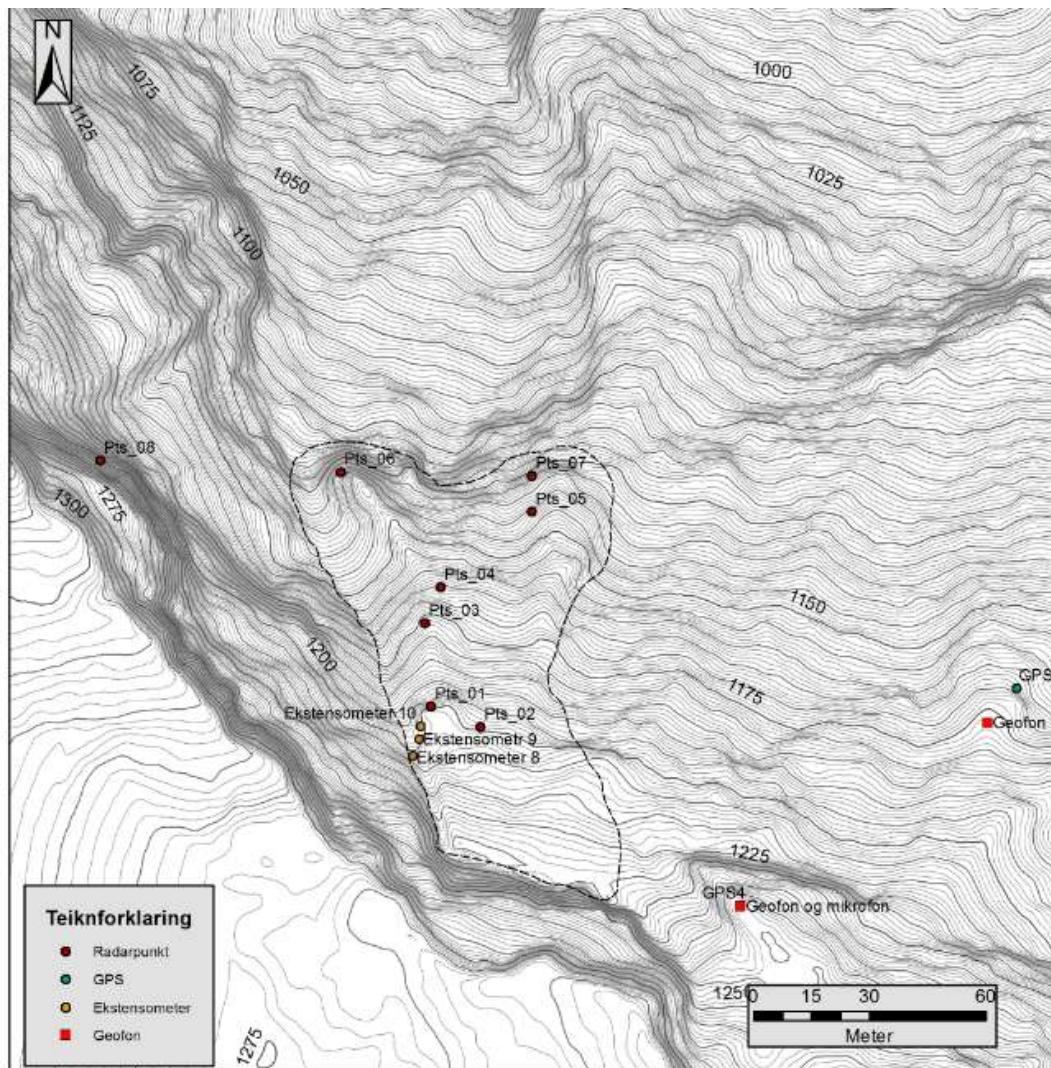 N
1000
1075
1125
1050
1025
1100
Pts_08
Pts_06
Pts_07
1275
1300
Pts_05
Pts_04
1150
Pts_03
1200
1175
GPS
Pts_01
Ekstensometer 10
Pts_02
Geofon
Ekstensometr 9
Ekstensometer 8
1225
GPS4
Geofon og mikrofon
Teiknforklaring
Radarpunkt
GPS
Ekstensometer
Geofon
125
0 15 30 60
Meter
1275